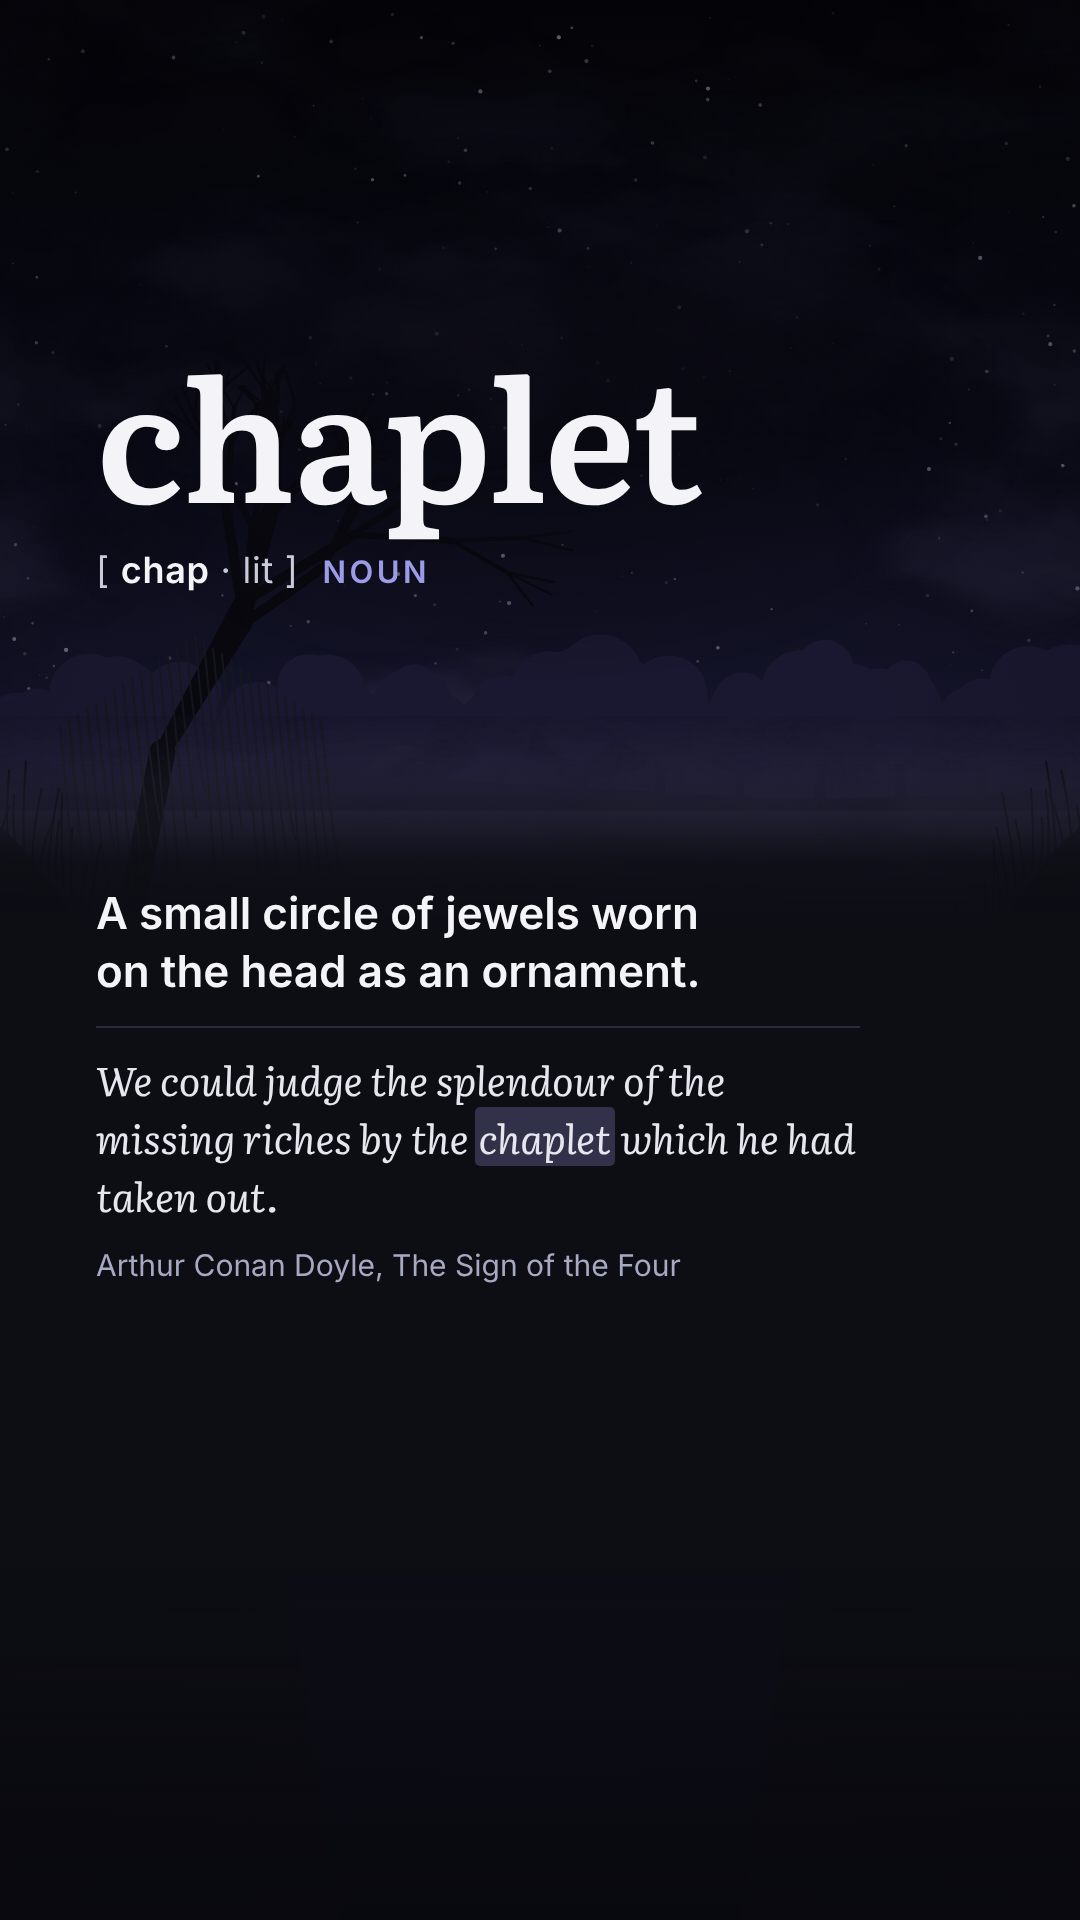 chaplet
[ chap · lit ] NOUN
A small circle of jewels worn
on the head as an ornament.
We could judge the splendour of the
missing riches by the chaplet which he had
taken out.
Arthur Conan Doyle, The Sign of the Four